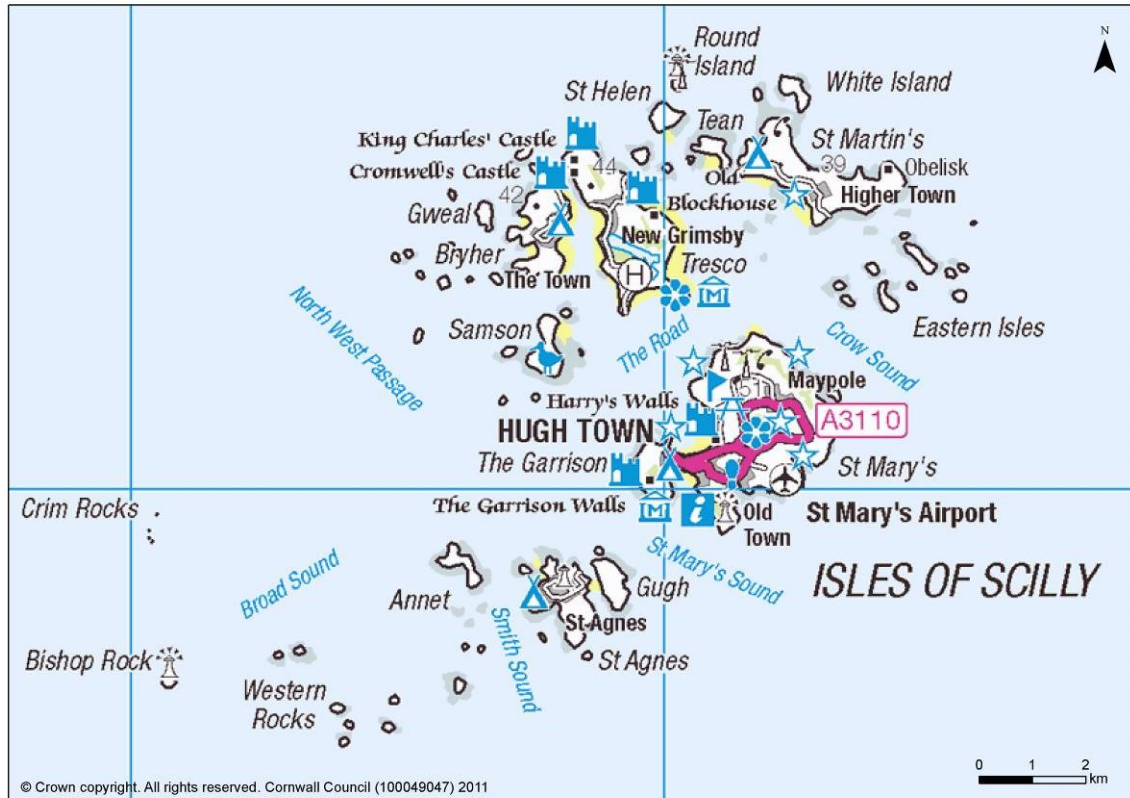 N
Round
Island
White Island
St Helen
Tean
St Martin's
King Charles' Castle
44
39
Obelisk
Cromwell's Castle
Old
Higher Town
42
Blockhouse
Gweal
New Grimsby
Bryher
Tresco
The Town
H
M
Eastern Isles
North West Passage
Samson
The Road
Crow Sound
Maypole
51
Harry's Walls
A3110
HUGH TOWN
The Garrison
St Mary's
Crim Rocks
The Garrison Walls
M
i
Old
Town
St Mary's Airport
St Mary's Sound
Broad Sound
ISLES OF SCILLY
Annet
Gugh
St Agnes
Smith Sound
Bishop Rock
St Agnes
Western
Rocks
0 1 2
km
© Crown copyright. All rights reserved. Cornwall Council (100049047) 2011